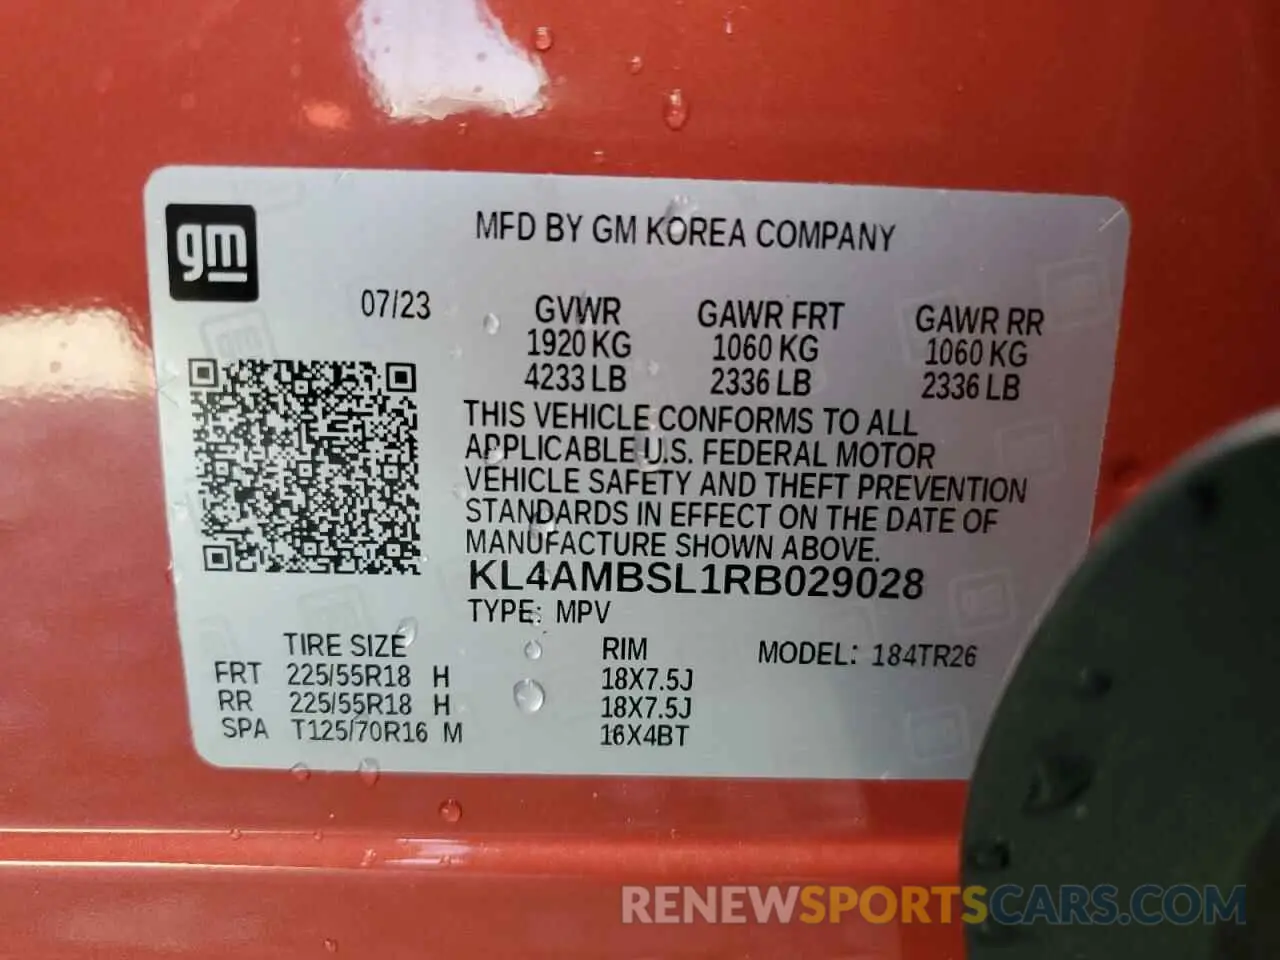 gm
MFD BY GM KOREA COMPANY
07/23 GVWR GAWR FRT GAWR RR
1920 KG 1060 KG 1060 KG
4233 LB 2336 LB 2336 LB
THIS VEHICLE CONFORMS TO ALL
APPLICABLE U.S. FEDERAL MOTOR
VEHICLE SAFETY AND THEFT PREVENTION
STANDARDS IN EFFECT ON THE DATE OF
MANUFACTURE SHOWN ABOVE.
KL4AMBSL1RB029028
TYPE: MPV
TIRE SIZE RIM MODEL: 184TR26
FRT 225/55R18 H 18X7.5J
RR 225/55R18 H 18X7.5J
SPA T125/70R16 M 16X4BT
RENEWSPORTSCARS.COM